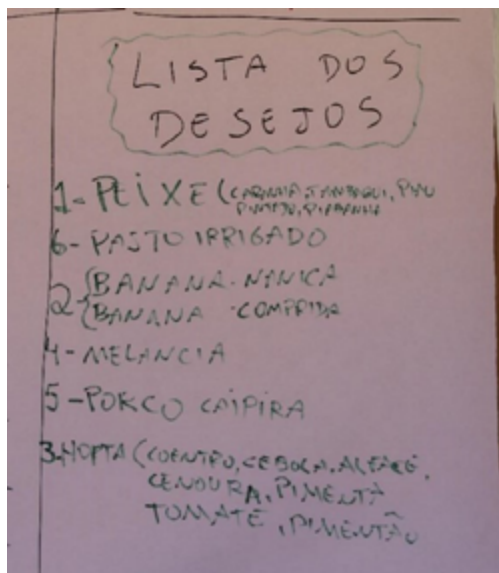 LISTA DOS
DESEJOS
1- PEIXE (TAMBAQUI, PIAU
PINTADO, PIRANHA
6- PASTO IRRIGADO
2 BANANA-NANICA
BANANA COMPRIDA
4- MELANCIA
5- PORCO CAIPIRA
3. HORTA (COENTRO, CEBOLA, ALFACE,
CENOURA, PIMENTA
TOMATE, PIMENTÃO